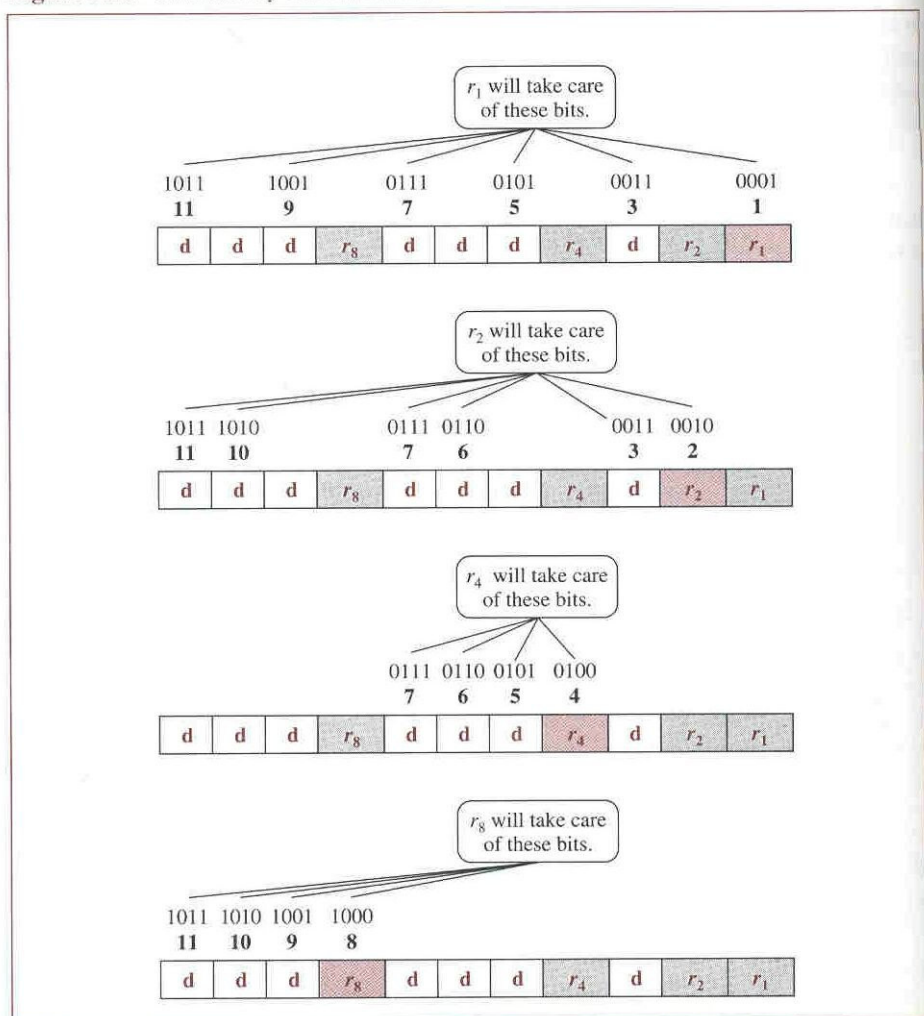 r₁ will take care
of these bits.
1011 1001 0111 0101 0011 0001
11 9 7 5 3 1
d d d r₈ d d d r₄ d r₂ r₁
r₂ will take care
of these bits.
1011 1010 0111 0110 0011 0010
11 10 7 6 3 2
d d d r₈ d d d r₄ d r₂ r₁
r₄ will take care
of these bits.
0111 0110 0101 0100
7 6 5 4
d d d r₈ d d d r₄ d r₂ r₁
r₈ will take care
of these bits.
1011 1010 1001 1000
11 10 9 8
d d d r₈ d d d r₄ d r₂ r₁